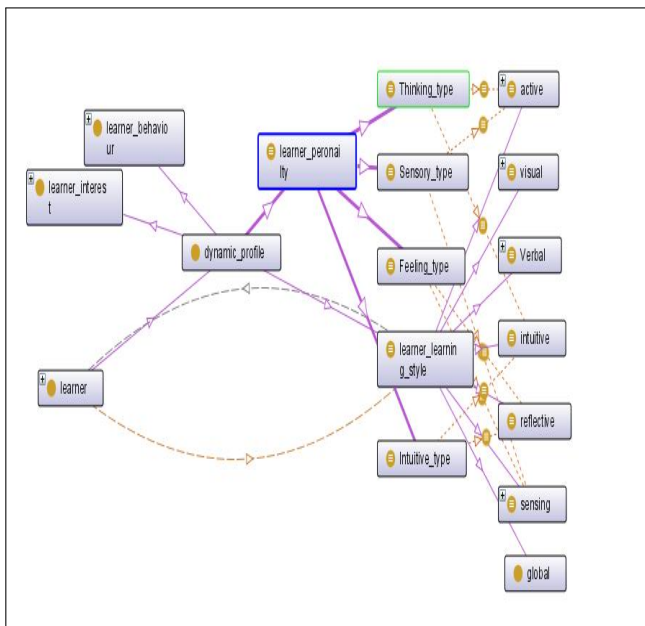 Thinking_type
active
learner_behavio
ur
learner_peronai
lty
Sensory_type
visual
learner_interes
t
dynamic_profile
Feeling_type
Verbal
learner_learnin
g_style
intuitive
learner
reflective
Intuitive_type
sensing
global